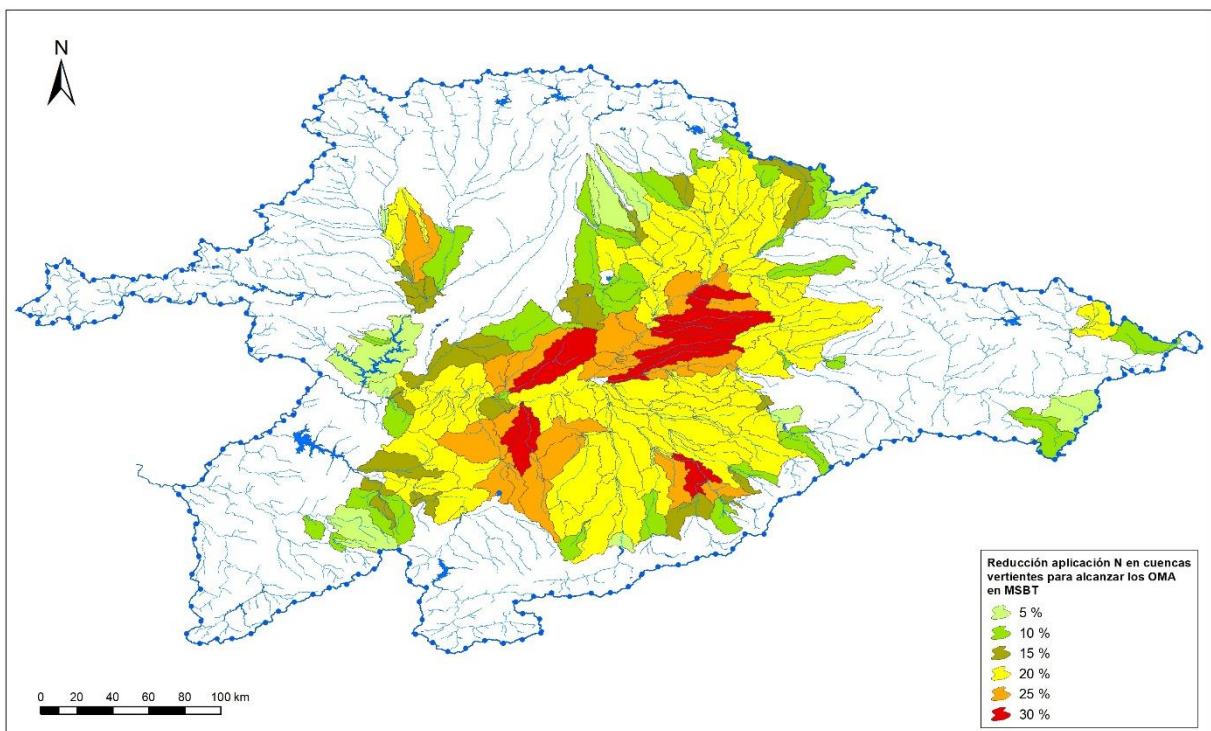 N
Reducción aplicación N en cuencas
vertientes para alcanzar los OMA
en MSBT
5 %
10 %
15 %
20 %
25 %
30 %
0 20 40 60 80 100 km